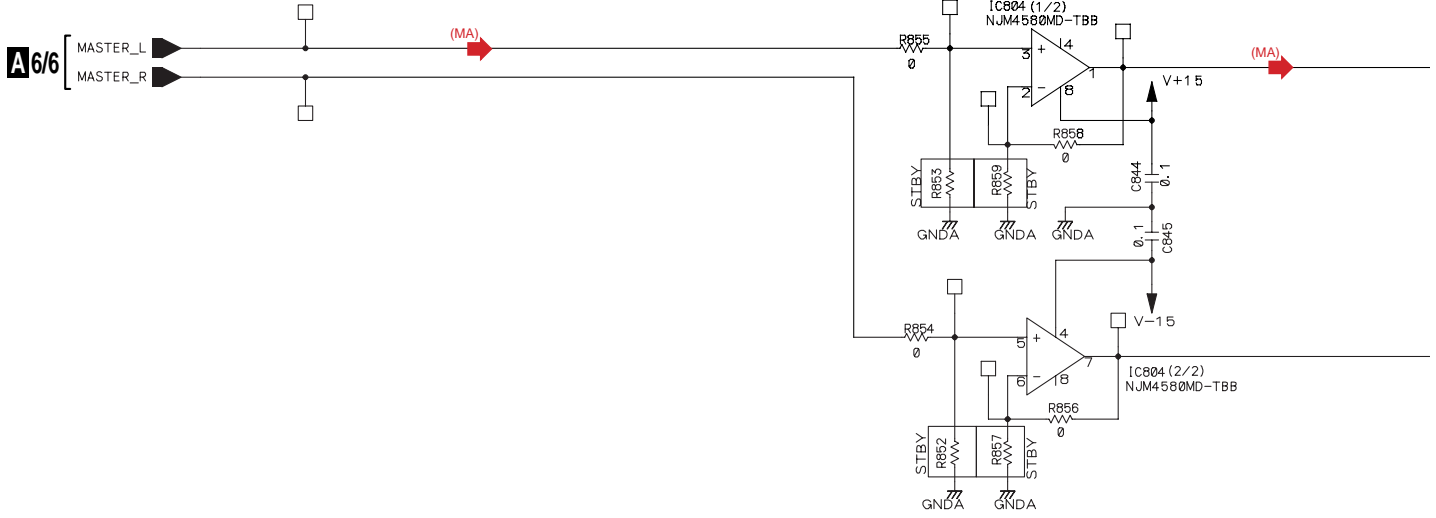 IC804 (1/2)
NJM4580MD-TBB
A 6/6
MASTER_L
MASTER_R
(MA)
R855
0
3
+
4
1
2
-
8
(MA)
V+15
R858
0
STBY
R853
R859
STBY
C844
0.1
GNDA
GNDA
GNDA
0.1
C845
V-15
R854
0
5
+
4
7
6
-
8
IC804 (2/2)
NJM4580MD-TBB
R856
0
STBY
R852
R857
STBY
GNDA
GNDA